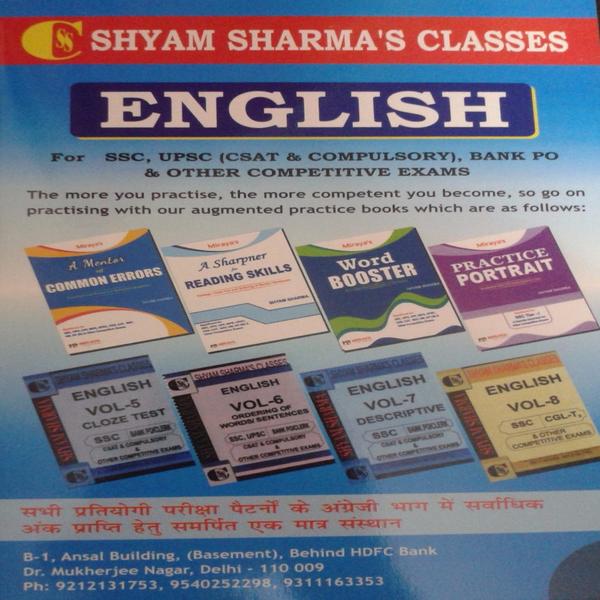 SHYAM SHARMA'S CLASSES
ENGLISH
For SSC, UPSC (CSAT & COMPULSORY), BANK PO
& OTHER COMPETITIVE EXAMS
The more you practise, the more competent you become, so go on
practising with our augmented practice books which are as follows:
Miraya's
A Mentor
of
COMMON ERRORS
Miraya's
A Sharpner
for
READING SKILLS
SHYAM SHARMA
Miraya's
Word
BOOSTER
Miraya's
PRACTICE
PORTRAIT
SHYAM SHARMA'S CLASSES
ENGLISH
VOL-5
CLOZE TEST
SSC BANK PO/CLERK
CSAT & COMPULSORY
& OTHER COMPETITIVE EXAMS
SHYAM SHARMA'S CLASSES
ENGLISH
VOL-6
ORDERING OF
WORDS/ SENTENCES
SSC, UPSC BANK PO/CLERK
CSAT & COMPULSORY
& OTHER COMPETITIVE EXAMS
SHYAM SHARMA'S CLASSES
ENGLISH
VOL-7
DESCRIPTIVE
SSC BANK PO/CLERK
CSAT & COMPULSORY
& OTHER COMPETITIVE EXAMS
SHYAM SHARMA'S CLASSES
ENGLISH
VOL-8
SSC CGL-T,
& OTHER
COMPETITIVE EXAMS
सभी प्रतियोगी परीक्षा पैटर्नो के अंग्रेजी भाग में सर्वाधिक
अंक प्राप्ति हेतु समर्पित एक मात्र संस्थान
B-1, Ansal Building, (Basement), Behind HDFC Bank
Dr. Mukherjee Nagar, Delhi - 110 009
Ph: 9212131753, 9540252298, 9311163353